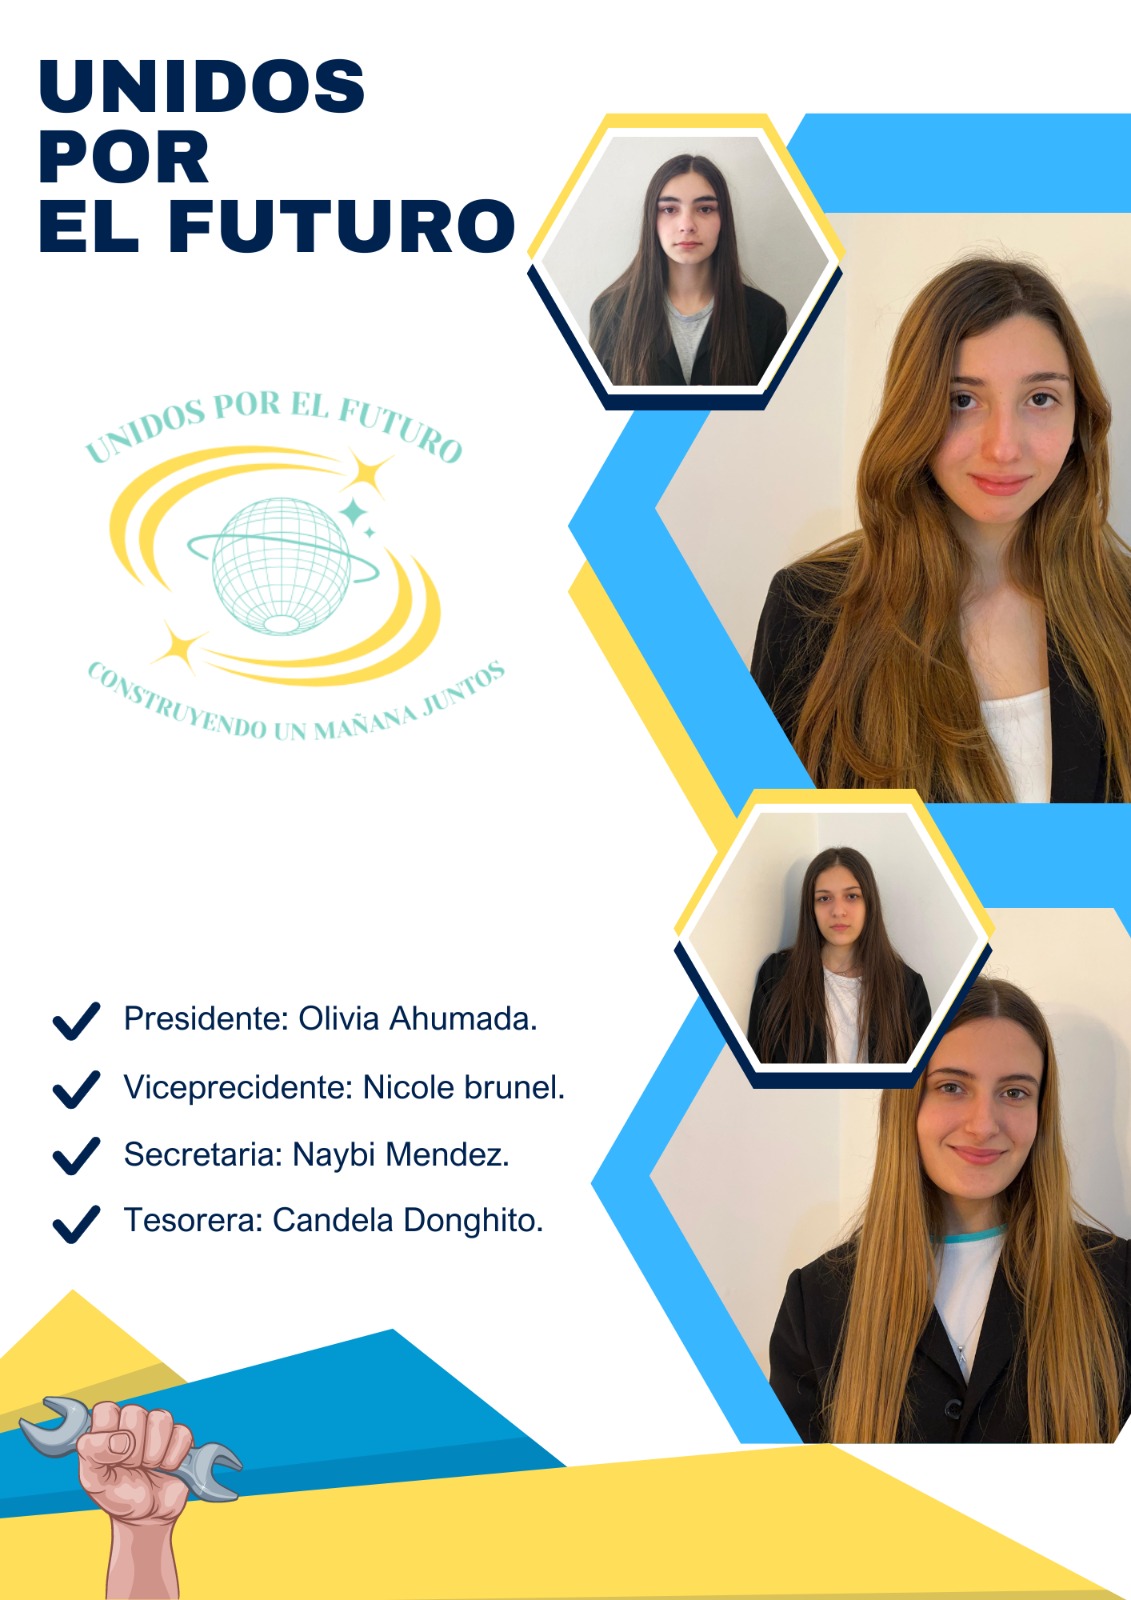 UNIDOS
POR
EL FUTURO
UNIDOS POR EL FUTURO
CONSTRUYENDO UN MAÑANA JUNTOS
Presidente: Olivia Ahumada.
Viceprecidente: Nicole brunel.
Secretaria: Naybi Mendez.
Tesorera: Candela Donghito.